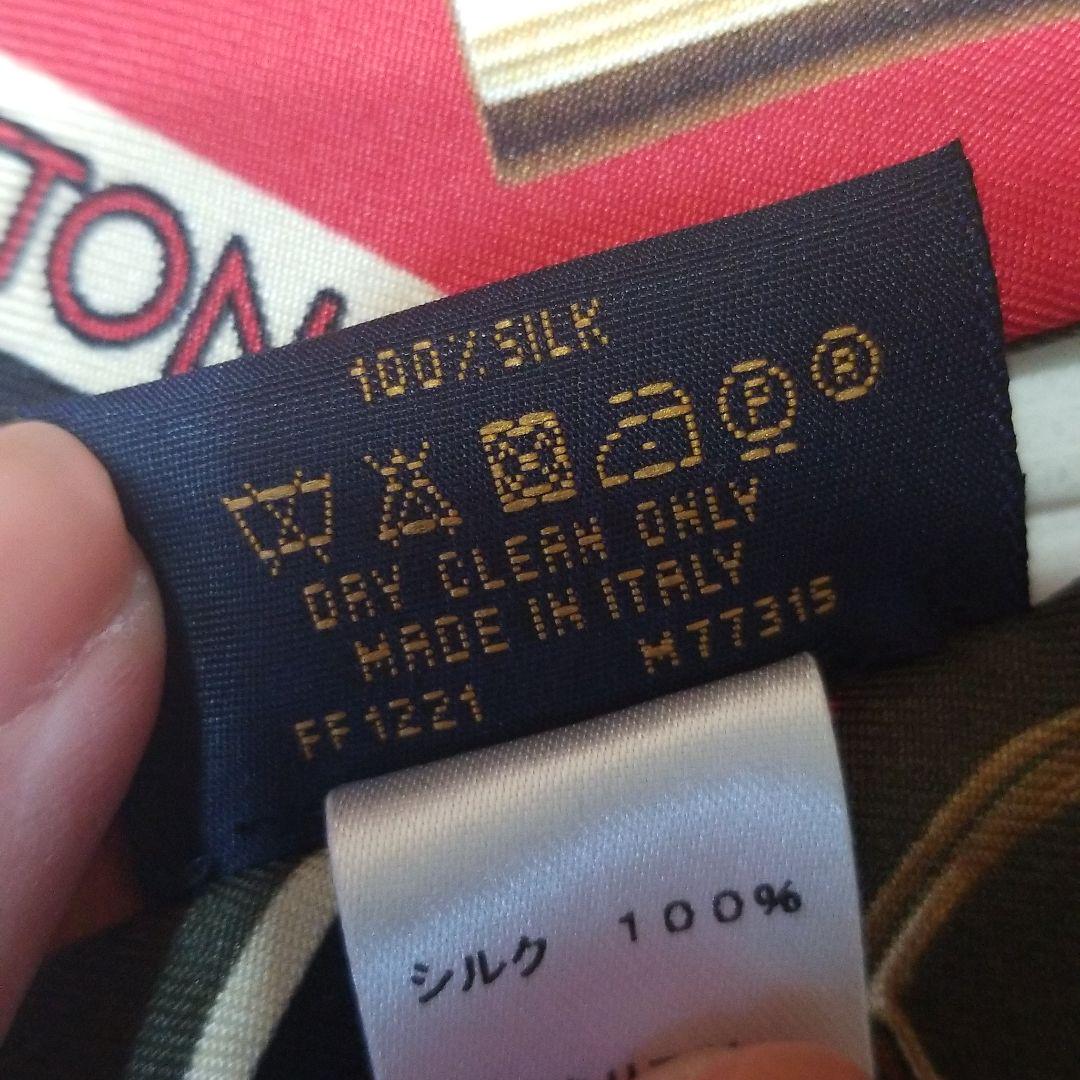 TON
100% SILK
P R
DRY CLEAN ONLY
MADE IN ITALY
M77315
FF1221
シルク 100%